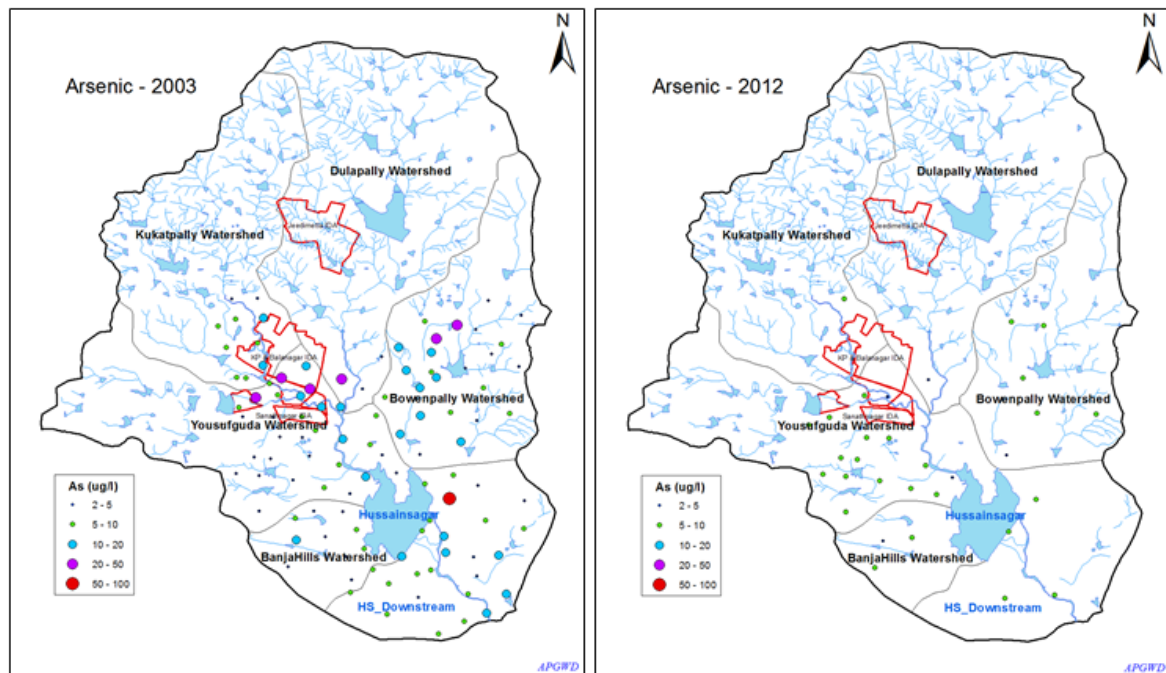 N
Arsenic - 2003
Dulapally Watershed
Jeedimetla IDA
Kukatpally Watershed
KP
Balanagar IDA
Bowenpally Watershed
Sanathnagar IDA
Yousufguda Watershed
As (ug/l)
2 - 5
5 - 10
10 - 20
20 - 50
50 - 100
Hussainsagar
BanjaHills Watershed
HS_Downstream
APGWD
N
Arsenic - 2012
Dulapally Watershed
Jeedimetla IDA
Kukatpally Watershed
KP
Balanagar IDA
Bowenpally Watershed
Sanathnagar IDA
Yousufguda Watershed
As (ug/l)
2 - 5
5 - 10
10 - 20
20 - 50
50 - 100
Hussainsagar
BanjaHills Watershed
HS_Downstream
APGWD